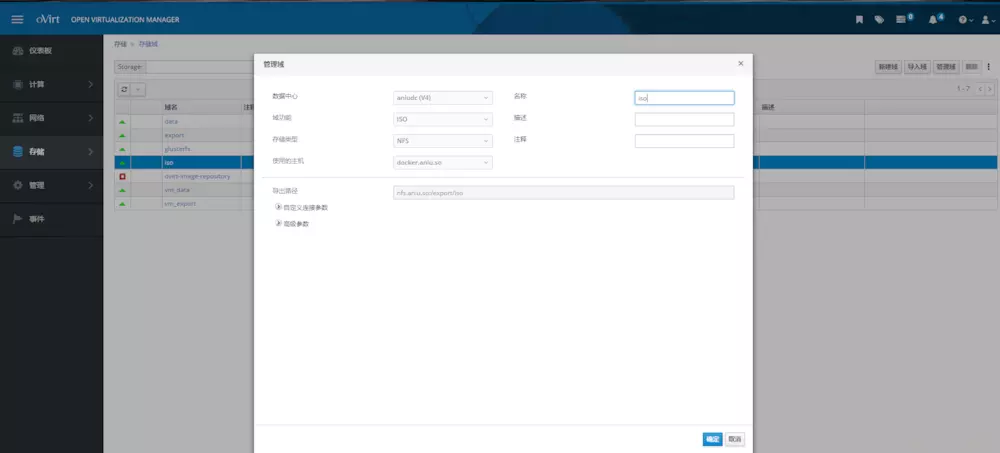 oVirt OPEN VIRTUALIZATION MANAGER 0 4
仪表板
计算
网络
存储
管理
事件
存储 » 存储域
Storage:
新建域 导入域 管理域 删除
1 - 7
域名 注释 描述
data
export
glusterfs
iso
ovirt-image-repository
vm_data
vm_export
管理域
数据中心 aniudc (V4) 名称 iso
域功能 ISO 描述
存储类型 NFS 注释
使用的主机 docker.aniu.so
导出路径 nfs.aniu.so:/export/iso
自定义连接参数
高级参数
确定 取消